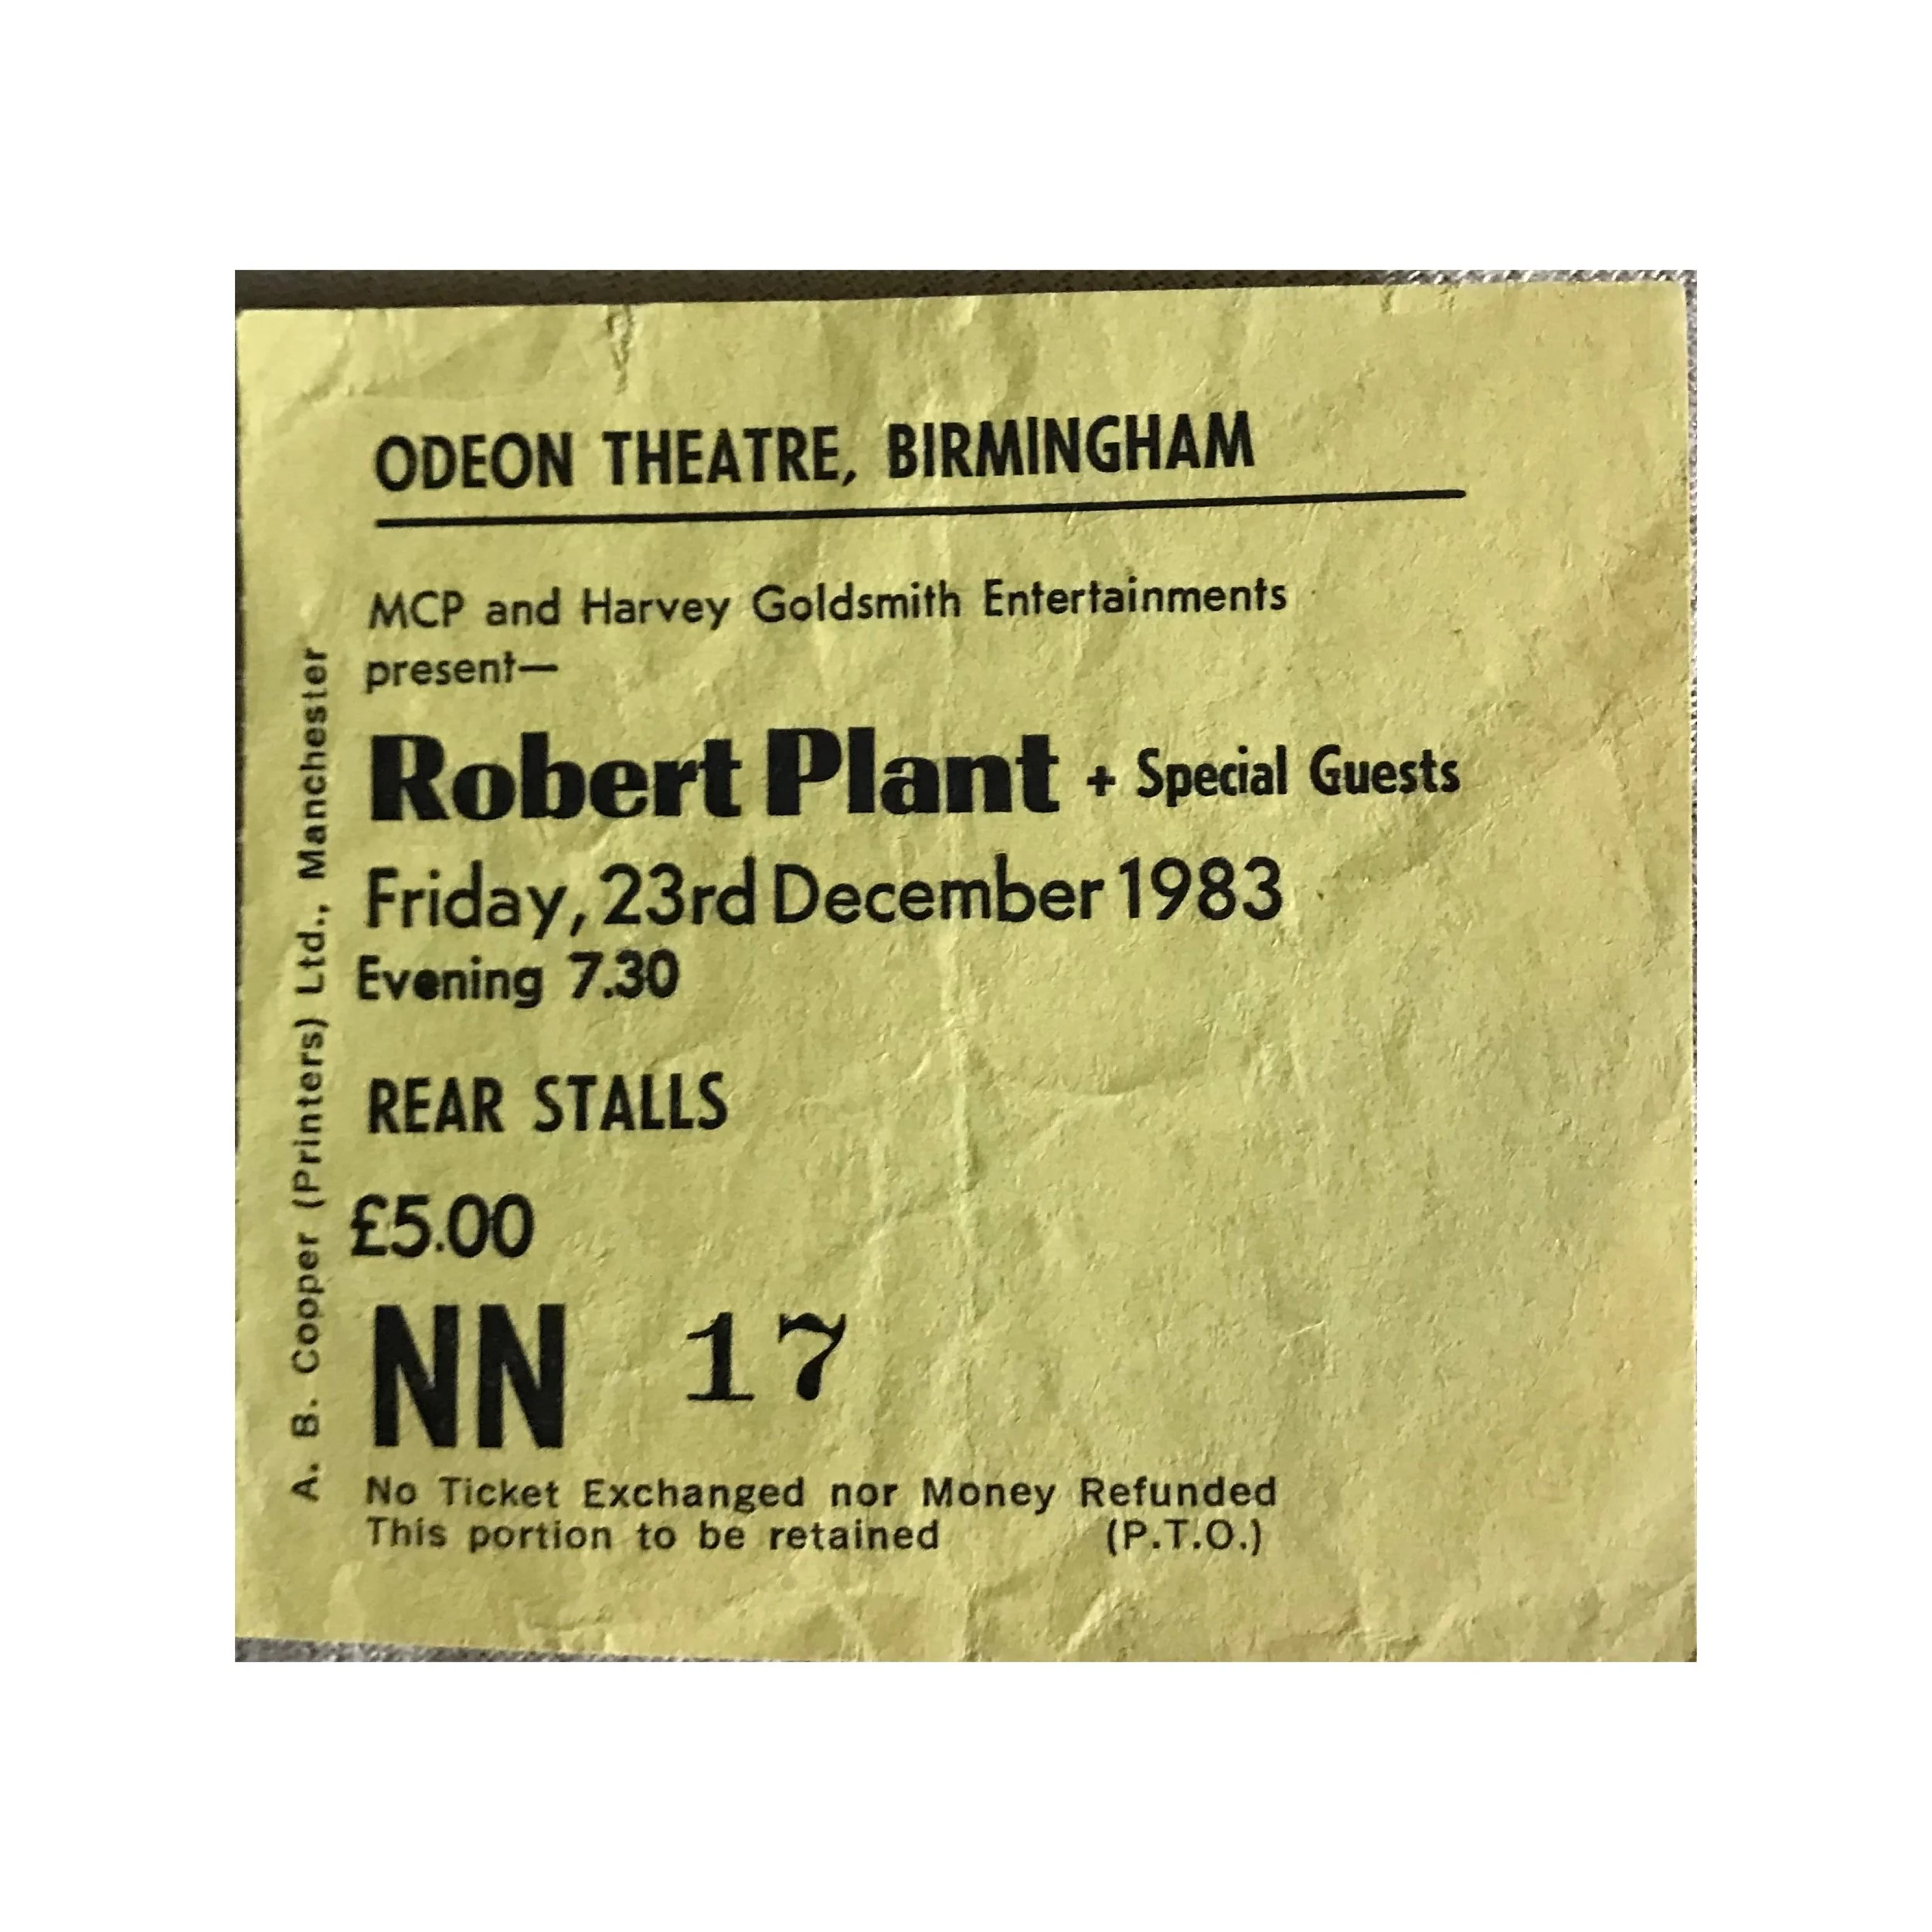 ODEON THEATRE, BIRMINGHAM
MCP and Harvey Goldsmith Entertainments
present—
Robert Plant + Special Guests
Friday, 23rd December 1983
Evening 7.30
REAR STALLS
£5.00
NN 17
No Ticket Exchanged nor Money Refunded
This portion to be retained (P.T.O.)
A. B. Cooper (Printers) Ltd., Manchester